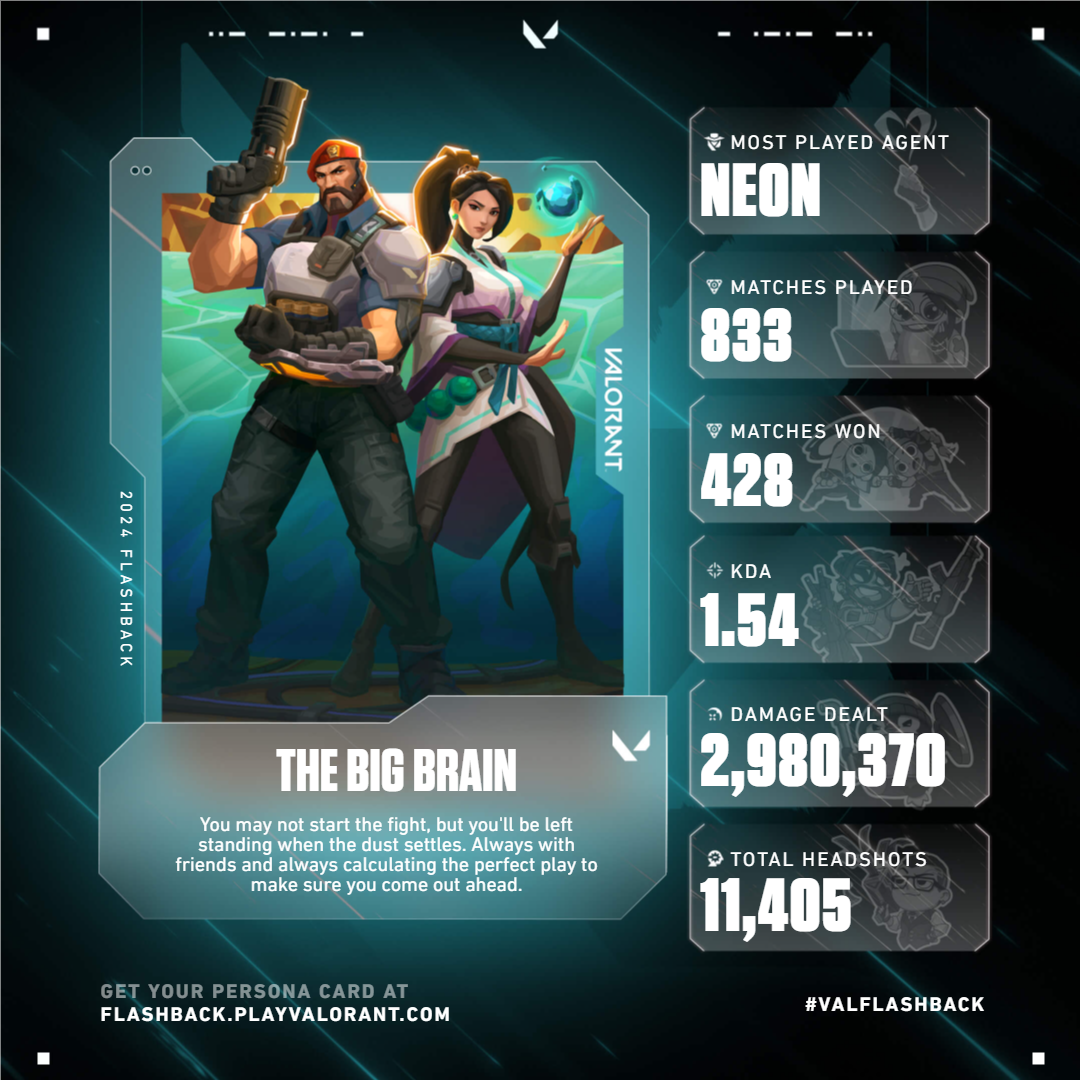 MOST PLAYED AGENT
NEON
MATCHES PLAYED
833
MATCHES WON
428
KDA
1.54
DAMAGE DEALT
2,980,370
TOTAL HEADSHOTS
11,405
VALORANT
2024 FLASHBACK
THE BIG BRAIN
You may not start the fight, but you'll be left
standing when the dust settles. Always with
friends and always calculating the perfect play to
make sure you come out ahead.
GET YOUR PERSONA CARD AT
FLASHBACK.PLAYVALORANT.COM
#VALFLASHBACK